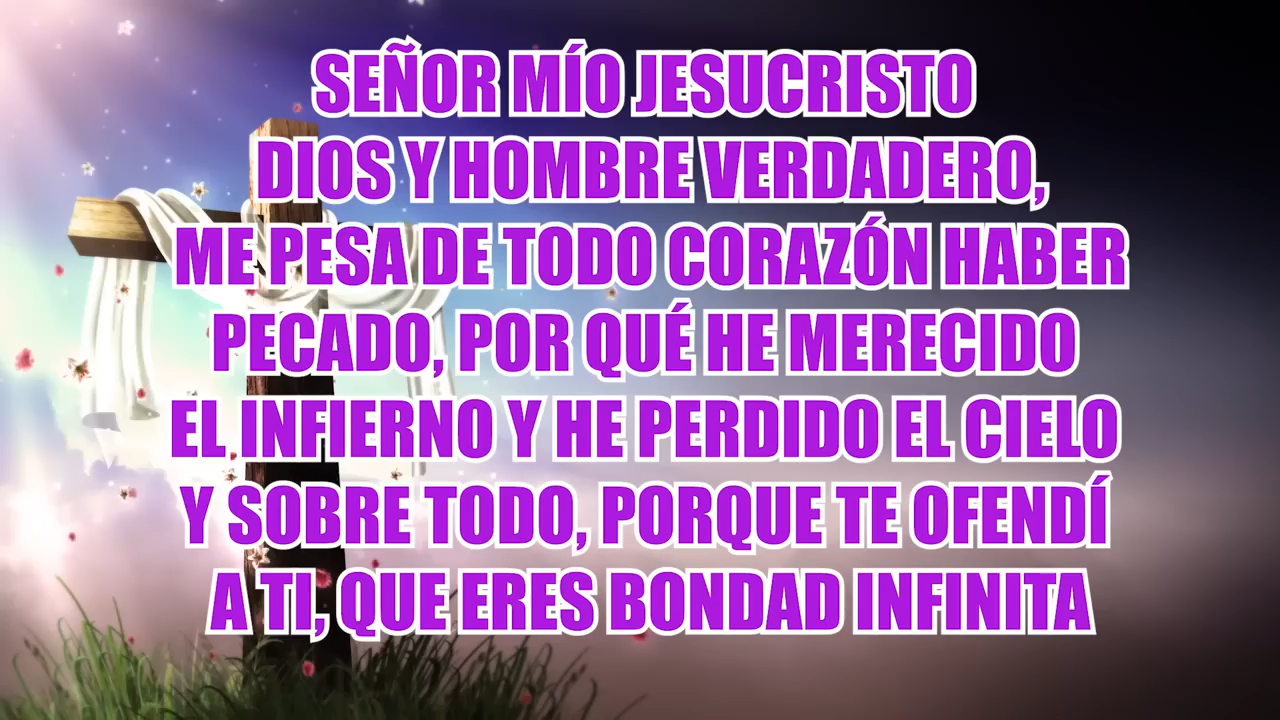 SEÑOR MÍO JESUCRISTO
DIOS Y HOMBRE VERDADERO,
ME PESA DE TODO CORAZÓN HABER
PECADO, POR QUÉ HE MERECIDO
EL INFIERNO Y HE PERDIDO EL CIELO
Y SOBRE TODO, PORQUE TE OFENDÍ
A TI, QUE ERES BONDAD INFINITA